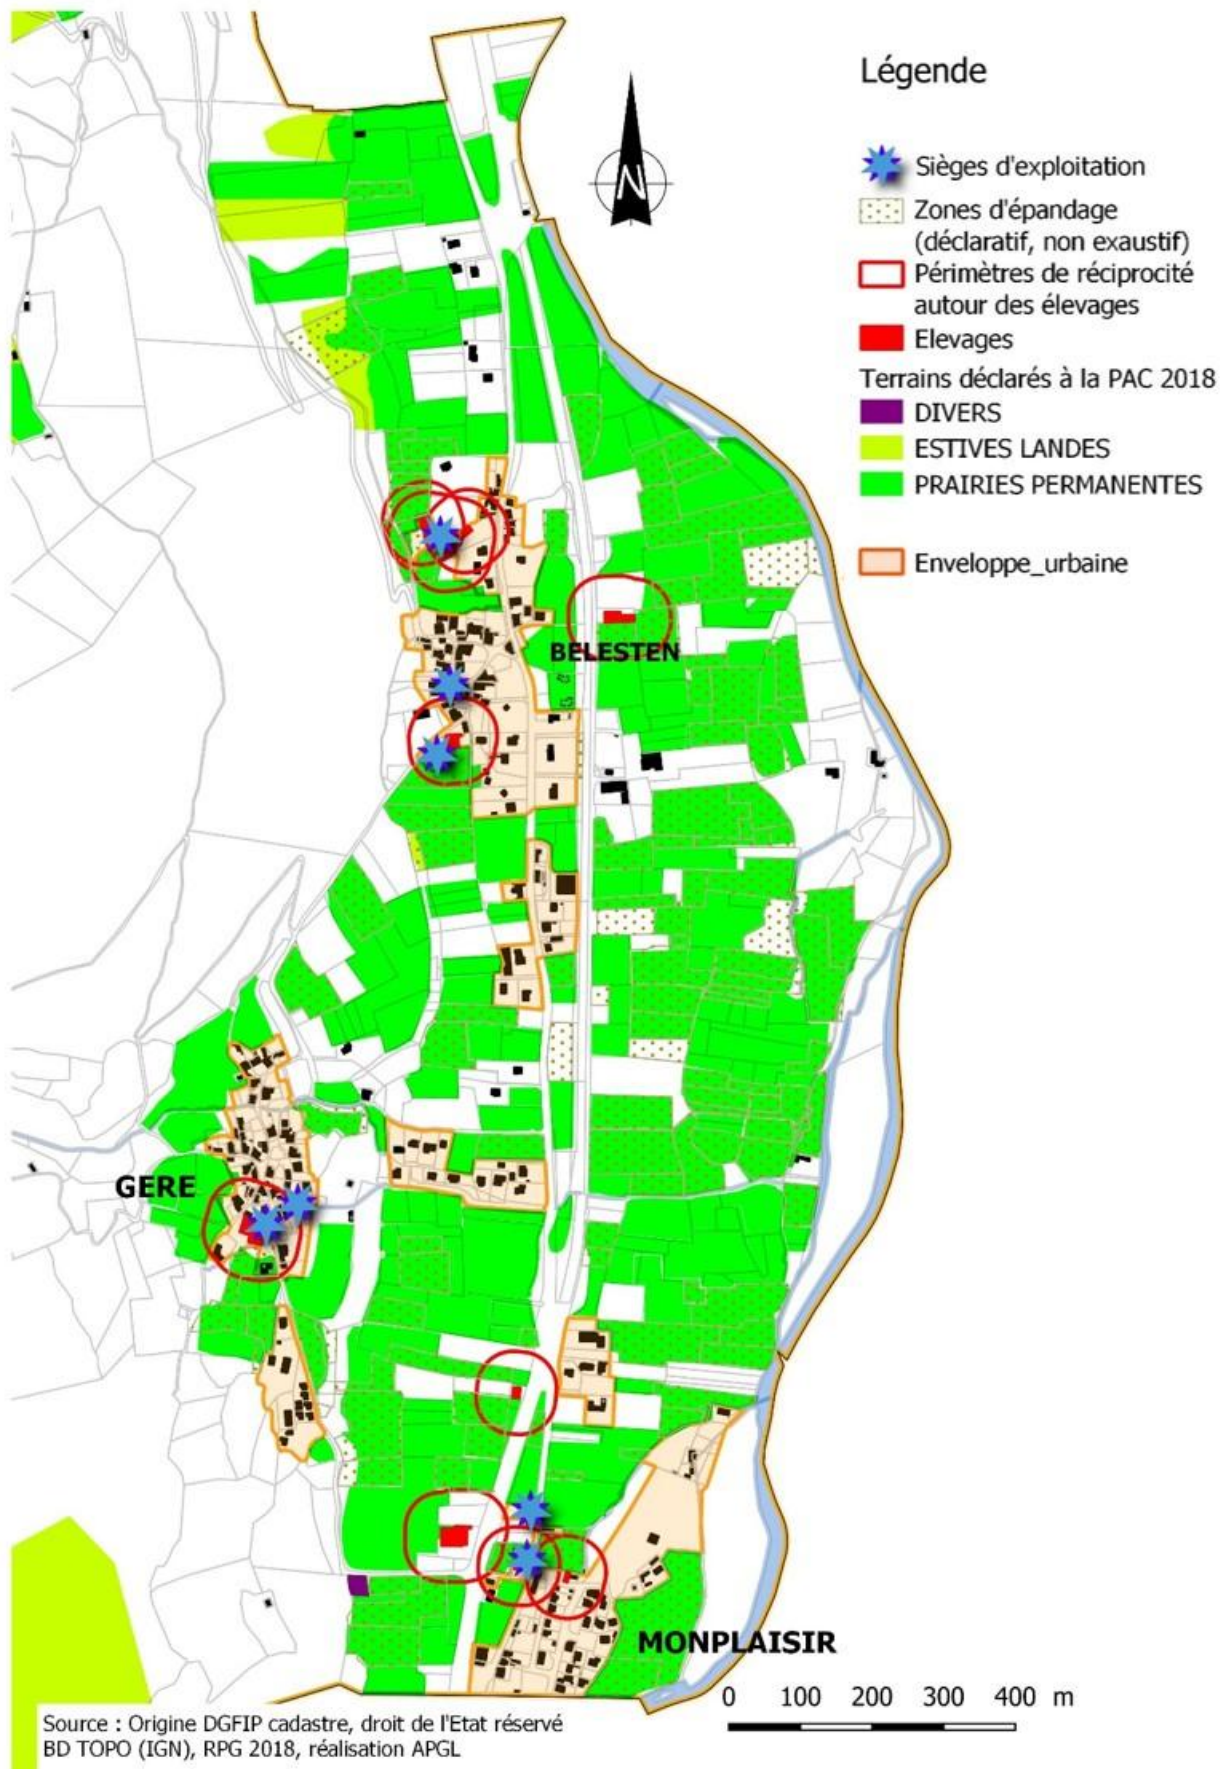 Légende
N
Sièges d'exploitation
Zones d'épandage
(déclaratif, non exaustif)
Périmètres de réciprocité
autour des élevages
Elevages
Terrains déclarés à la PAC 2018
DIVERS
ESTIVES LANDES
PRAIRIES PERMANENTES
Enveloppe_urbaine
BELESTEN
GERE
MONPLAISIR
0 100 200 300 400 m
Source : Origine DGFIP cadastre, droit de l'Etat réservé
BD TOPO (IGN), RPG 2018, réalisation APGL